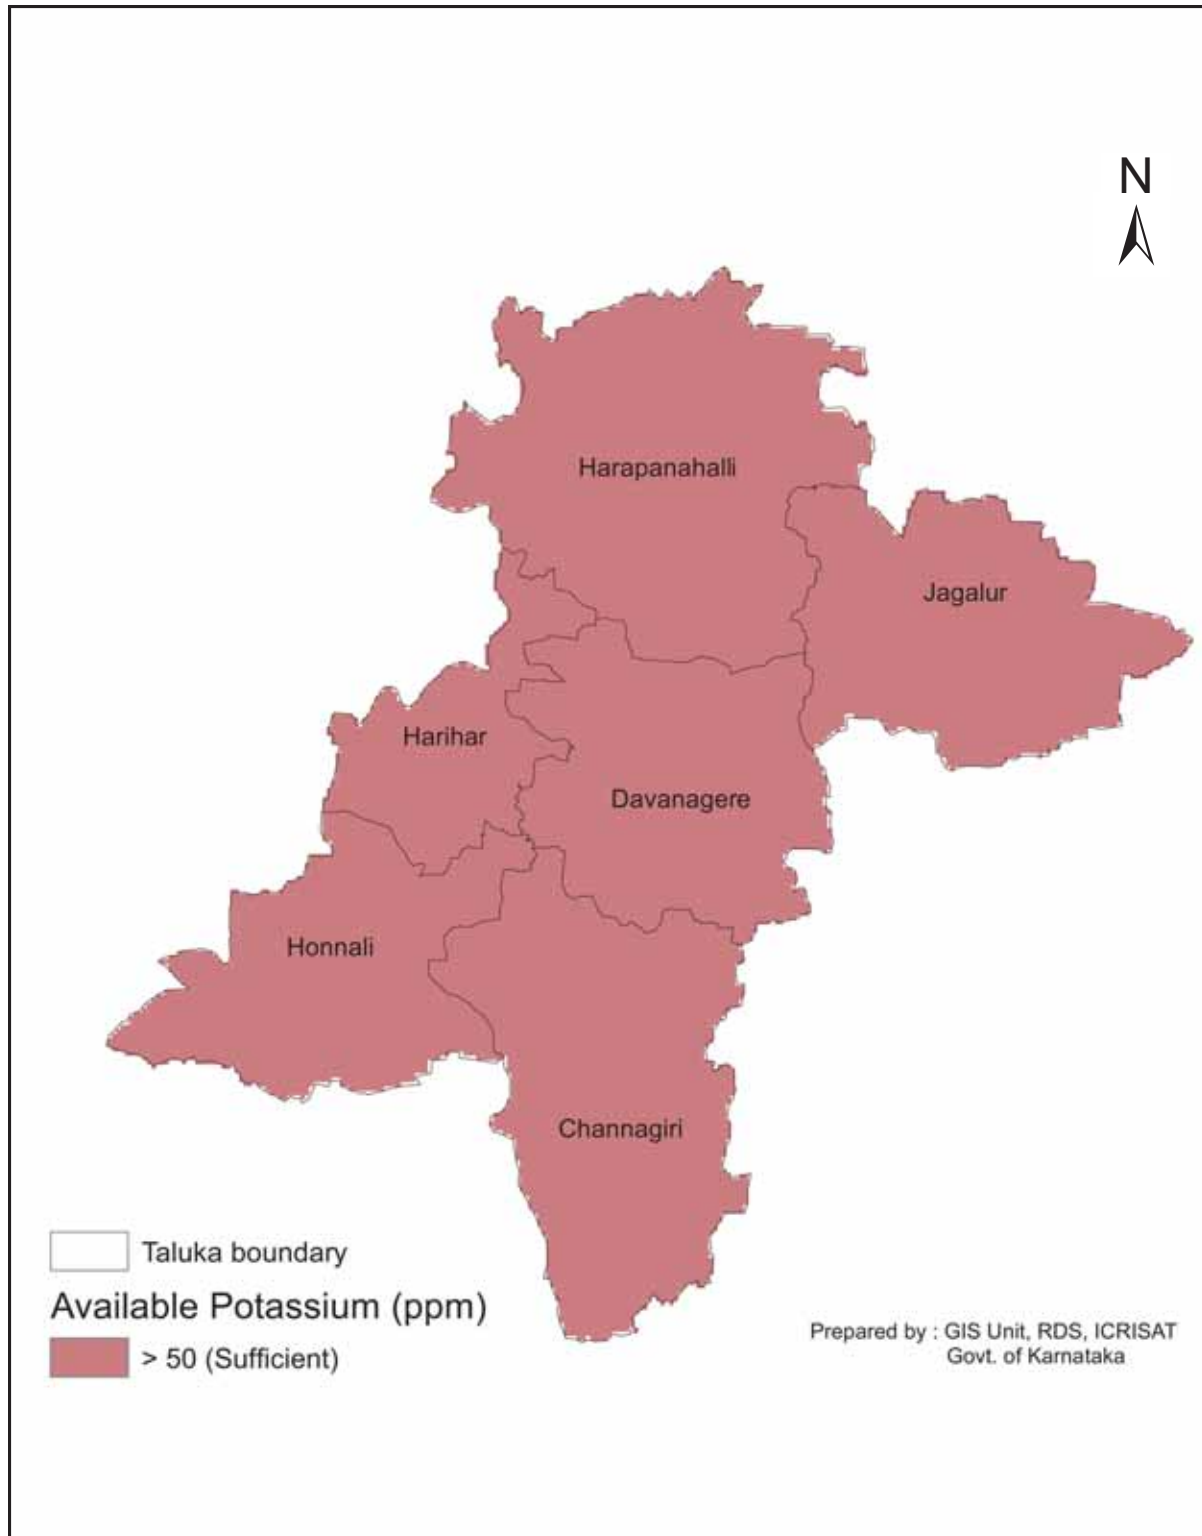 N
Harapanahalli
Jagalur
Harihar
Davanagere
Honnali
Channagiri
Taluka boundary
Available Potassium (ppm)
> 50 (Sufficient)
Prepared by : GIS Unit, RDS, ICRISAT
Govt. of Karnataka